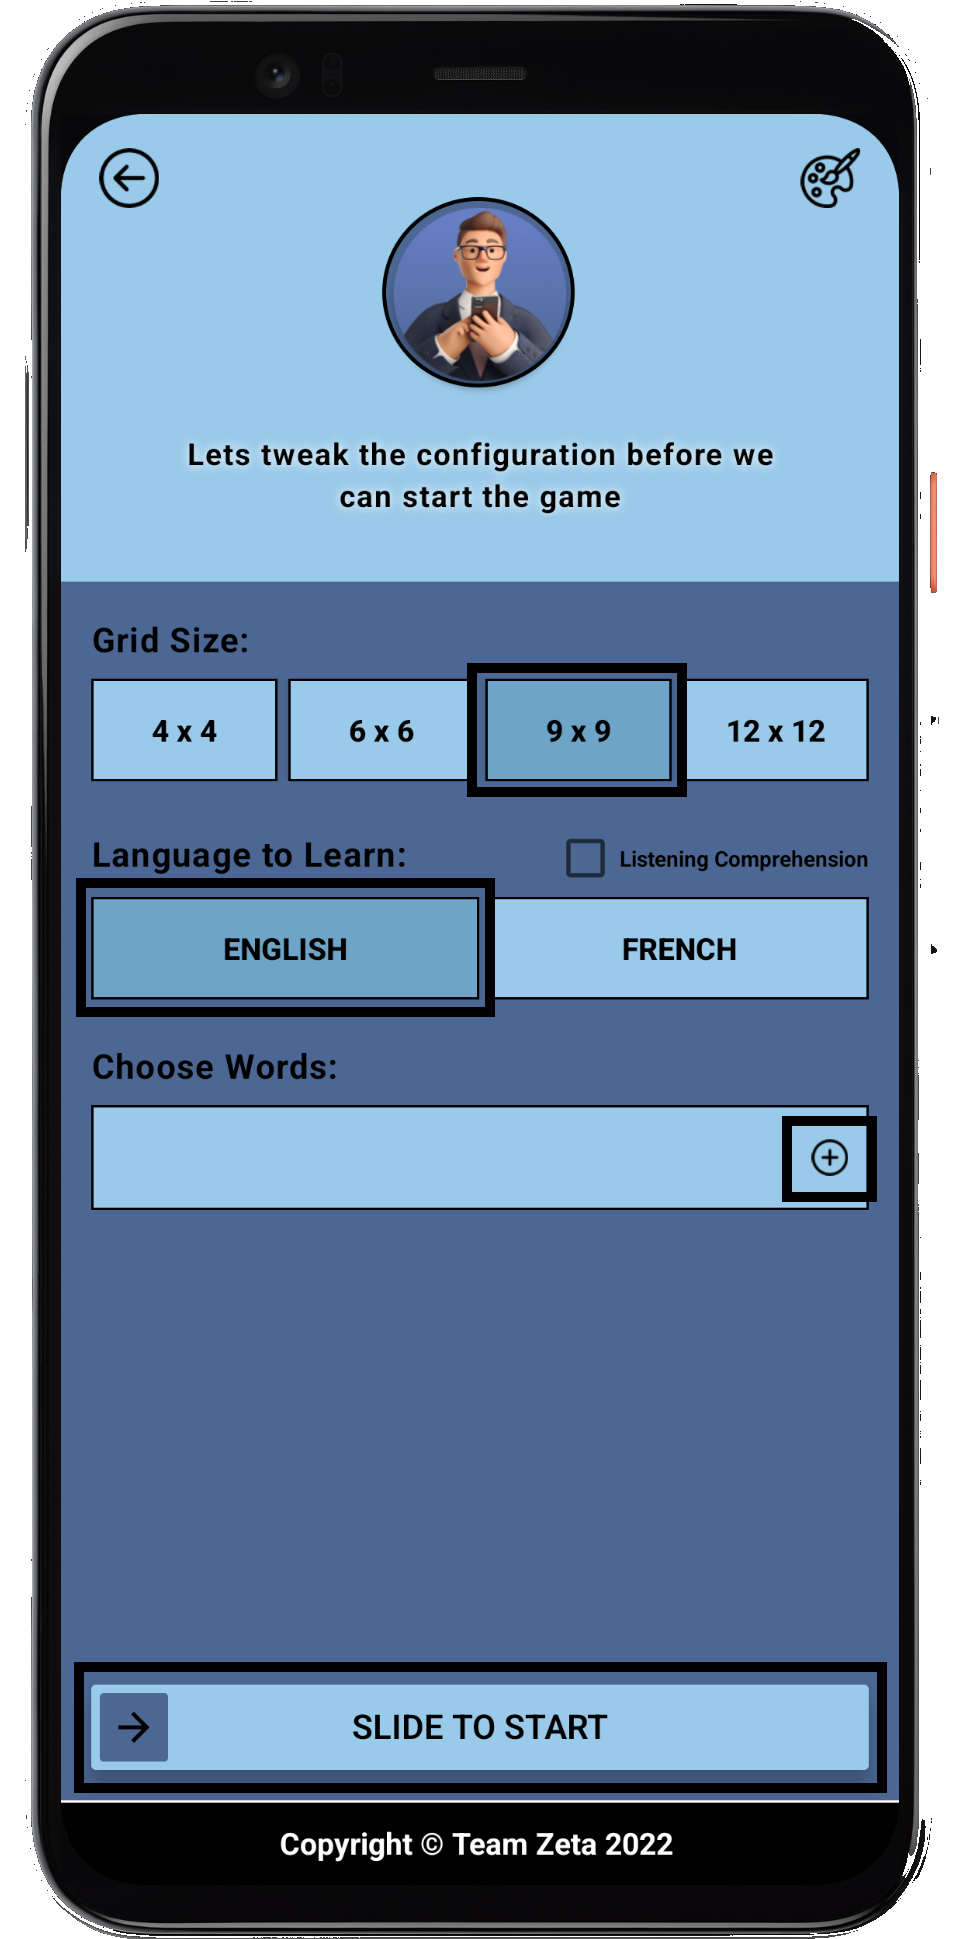 Lets tweak the configuration before we
can start the game
Grid Size:
4 x 4
6 x 6
9 x 9
12 x 12
Language to Learn:
Listening Comprehension
ENGLISH
FRENCH
Choose Words:
SLIDE TO START
Copyright © Team Zeta 2022